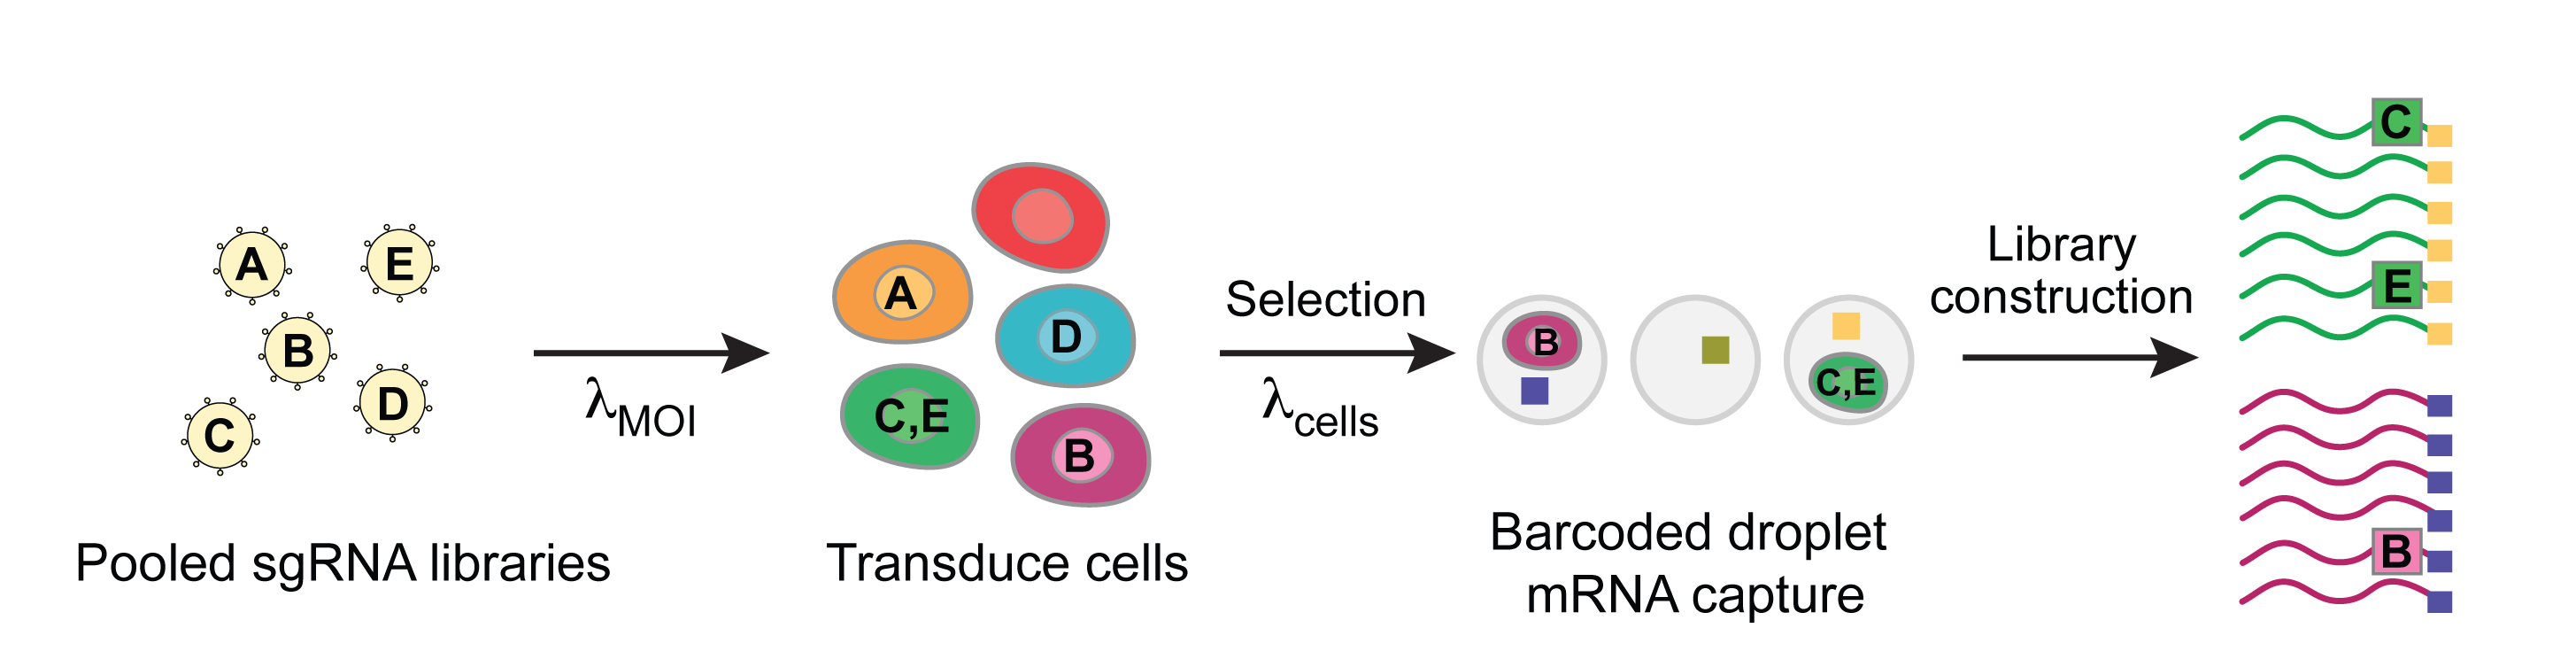 A
E
B
D
C
Pooled sgRNA libraries
λMOI
A
D
C,E
B
Transduce cells
Selection
λcells
B
C,E
Barcoded droplet
mRNA capture
Library
construction
C
E
B